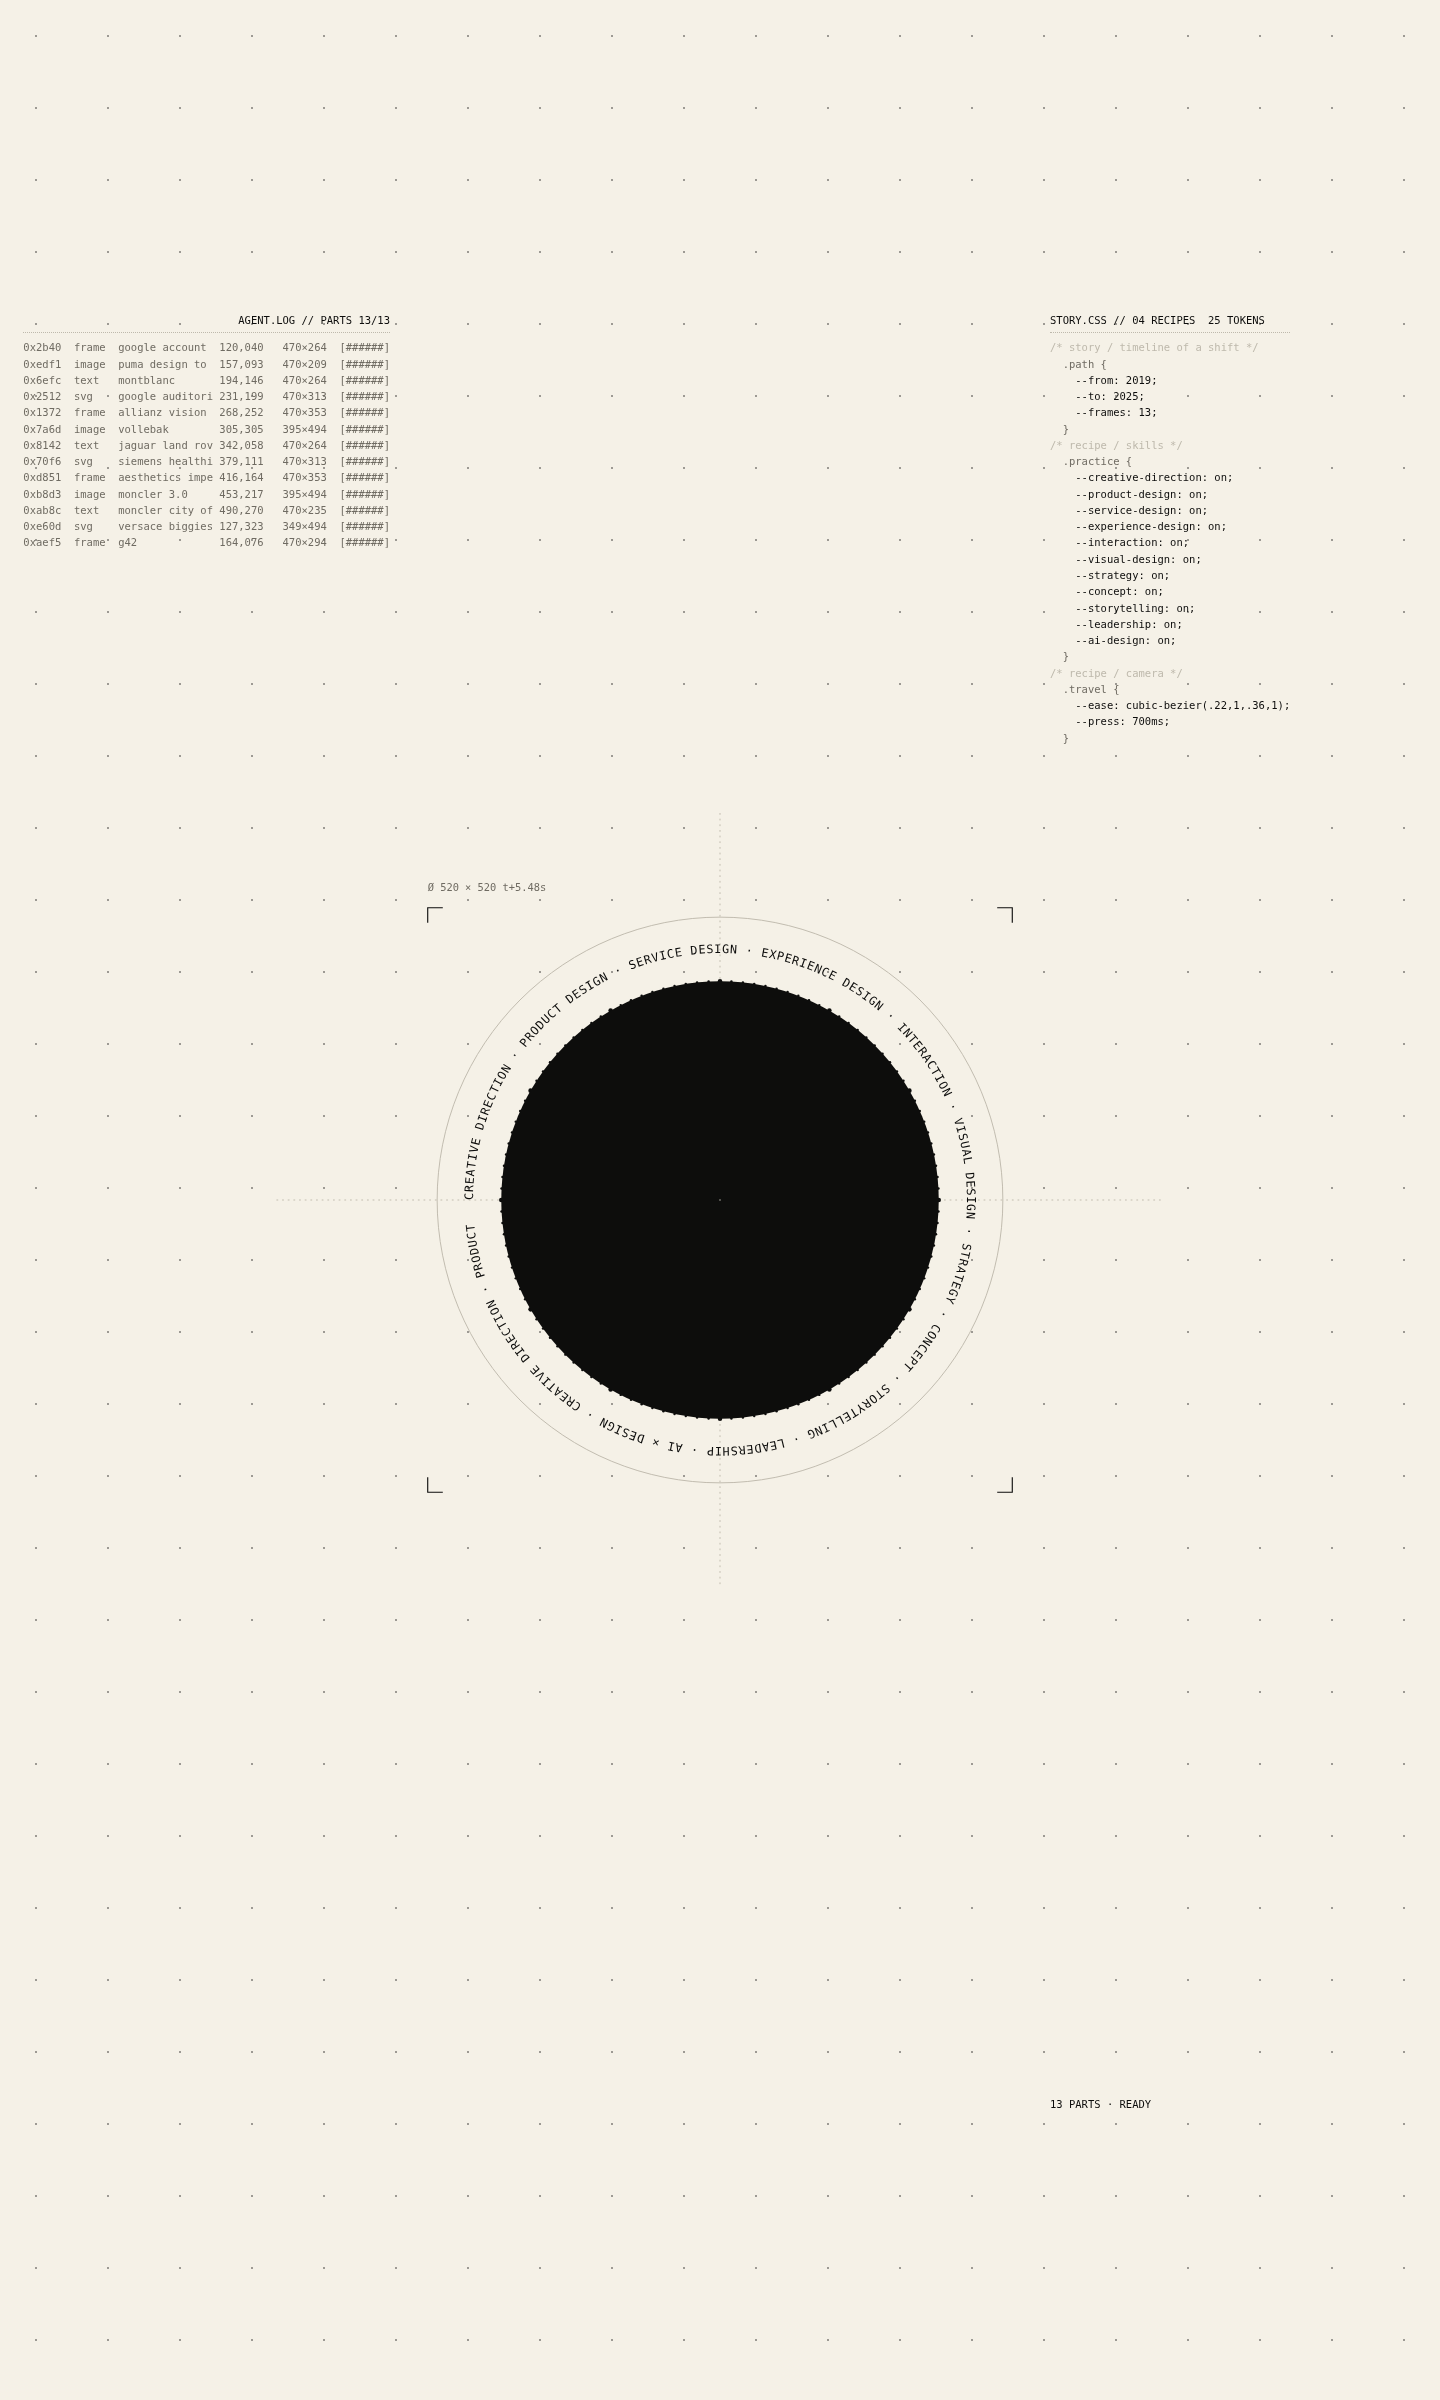 AGENT.LOG // PARTS 13/13
0x2b40 frame google account 120,040 470×264 [######]
0xedf1 image puma design to 157,093 470×209 [######]
0x6efc text montblanc 194,146 470×264 [######]
0x2512 svg google auditori 231,199 470×313 [######]
0x1372 frame allianz vision 268,252 470×353 [######]
0x7a6d image vollebak 305,305 395×494 [######]
0x8142 text jaguar land rov 342,058 470×264 [######]
0x70f6 svg siemens healthi 379,111 470×313 [######]
0xd851 frame aesthetics impe 416,164 470×353 [######]
0xb8d3 image moncler 3.0 453,217 395×494 [######]
0xab8c text moncler city of 490,270 470×235 [######]
0xe60d svg versace biggies 127,323 349×494 [######]
0xaef5 frame g42 164,076 470×294 [######]
STORY.CSS // 04 RECIPES 25 TOKENS
/* story / timeline of a shift */
.path {
--from: 2019;
--to: 2025;
--frames: 13;
}
/* recipe / skills */
.practice {
--creative-direction: on;
--product-design: on;
--service-design: on;
--experience-design: on;
--interaction: on;
--visual-design: on;
--strategy: on;
--concept: on;
--storytelling: on;
--leadership: on;
--ai-design: on;
}
/* recipe / camera */
.travel {
--ease: cubic-bezier(.22,1,.36,1);
--press: 700ms;
}
Ø 520 × 520 t+5.48s
CREATIVE DIRECTION · PRODUCT DESIGN · SERVICE DESIGN · EXPERIENCE DESIGN · INTERACTION · VISUAL DESIGN · STRATEGY · CONCEPT · STORYTELLING · LEADERSHIP · AI × DESIGN · CREATIVE DIRECTION · PRODUCT
13 PARTS · READY